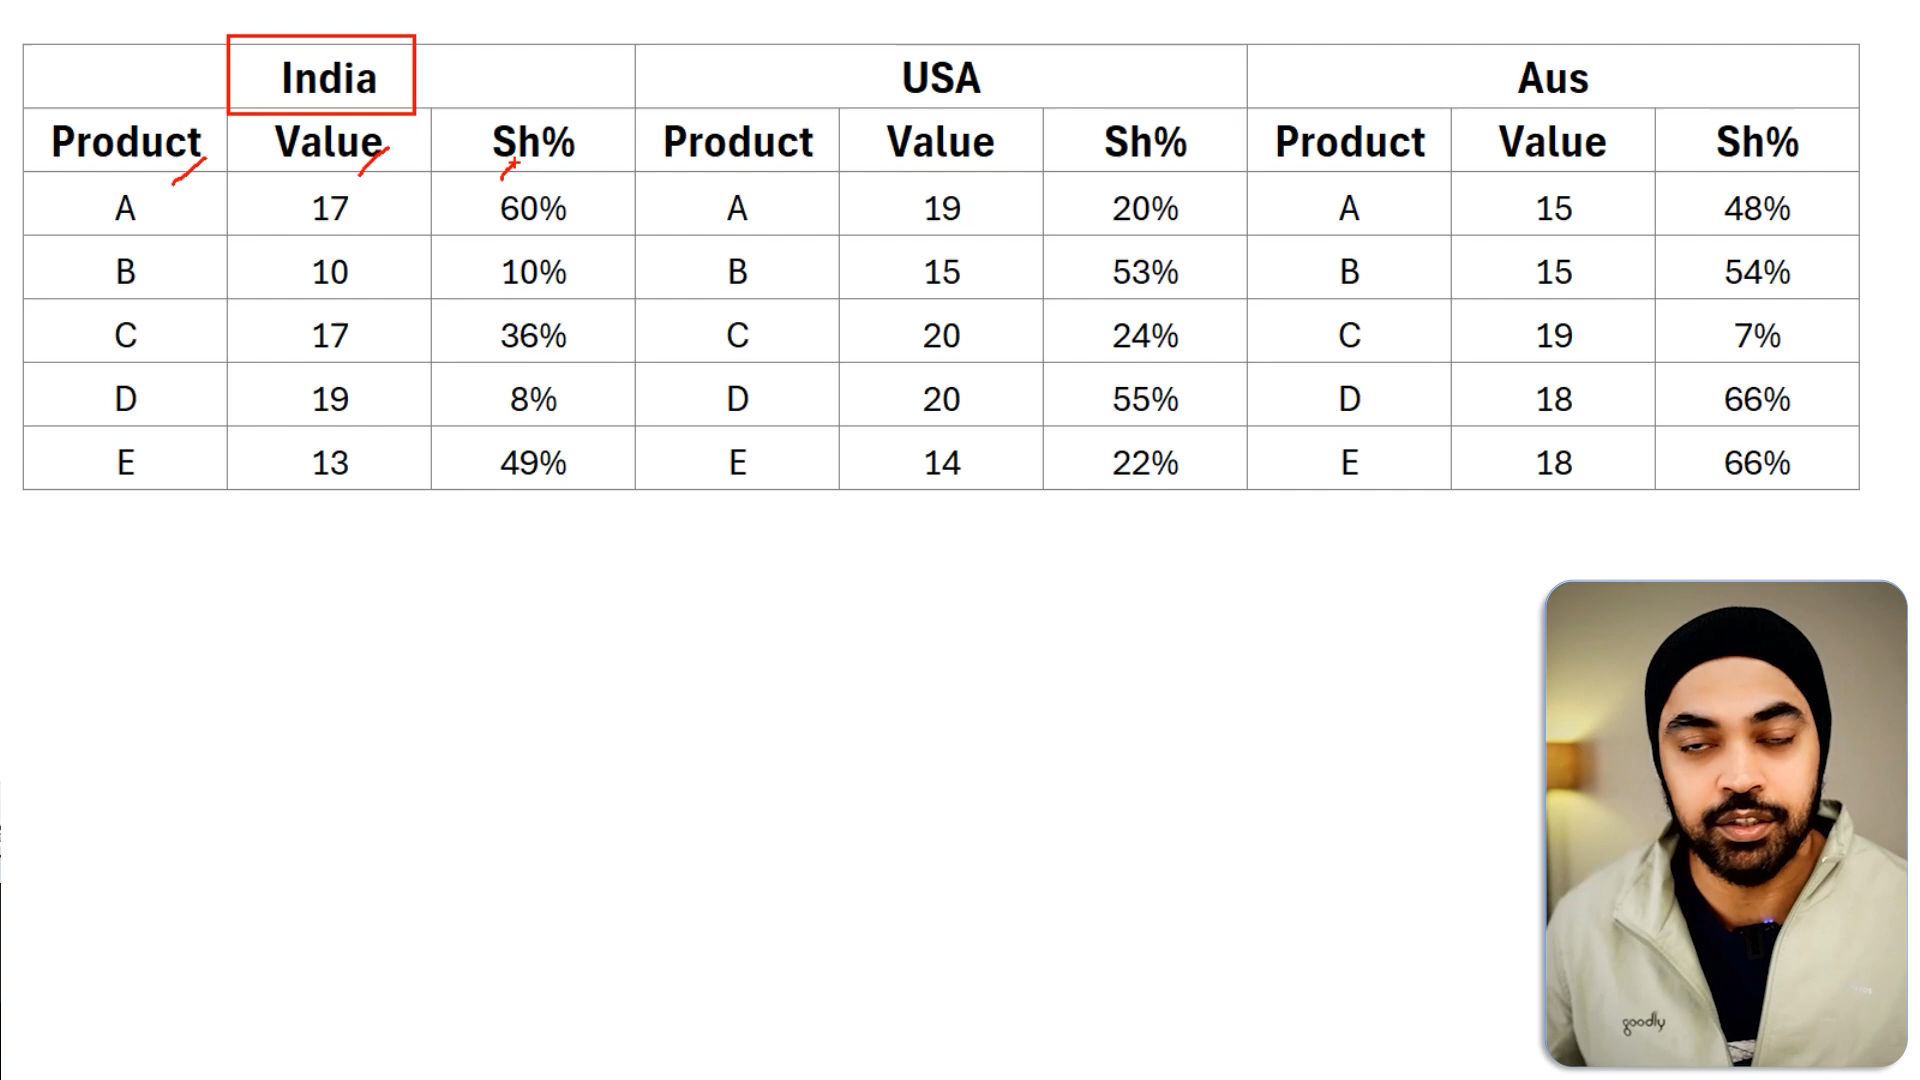 India USA Aus
Product Value Sh% Product Value Sh% Product Value Sh%
A 17 60% A 19 20% A 15 48%
B 10 10% B 15 53% B 15 54%
C 17 36% C 20 24% C 19 7%
D 19 8% D 20 55% D 18 66%
E 13 49% E 14 22% E 18 66%
goodly